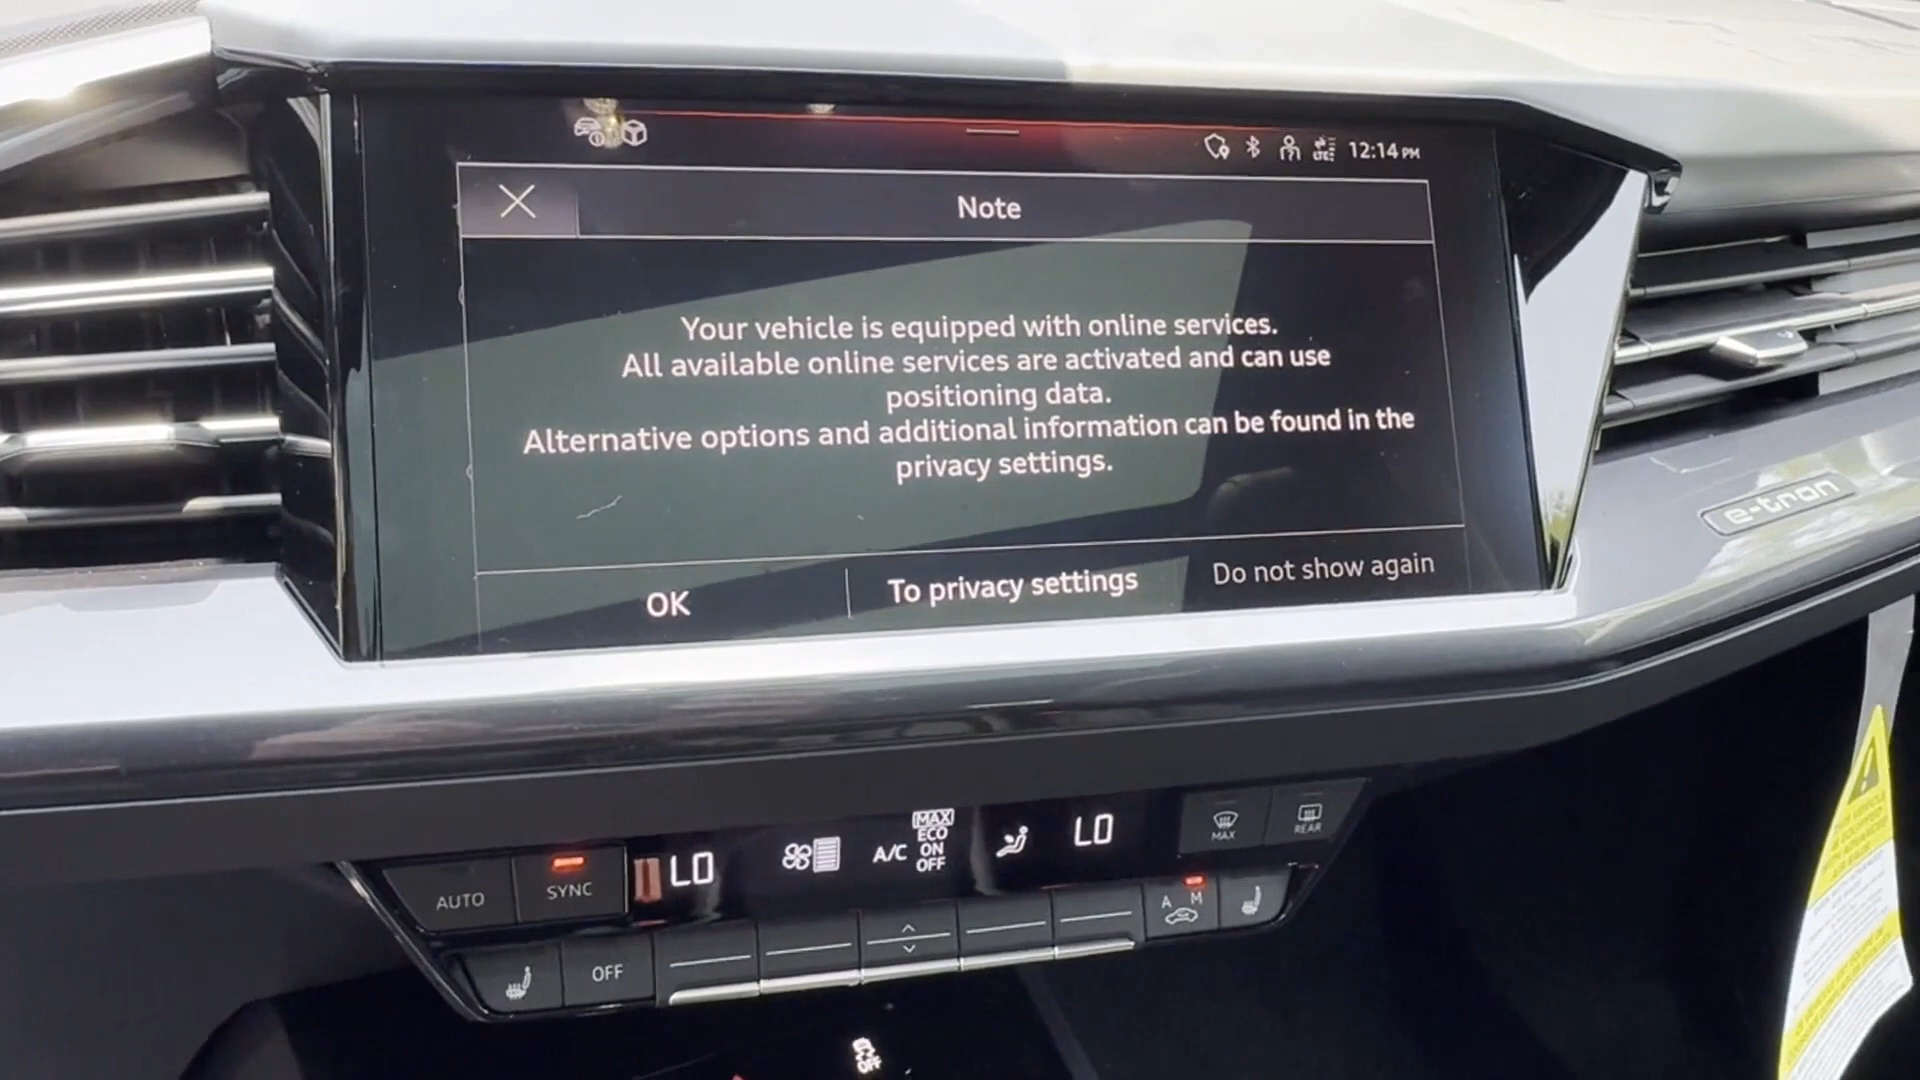 LTE
12:14 PM
Note
Your vehicle is equipped with online services.
All available online services are activated and can use
positioning data.
Alternative options and additional information can be found in the
privacy settings.
OK
To privacy settings
Do not show again
e-tron
AUTO
SYNC
LO
A/C
MAX
ECO
ON
OFF
LO
MAX
REAR
OFF
A
M
OFF